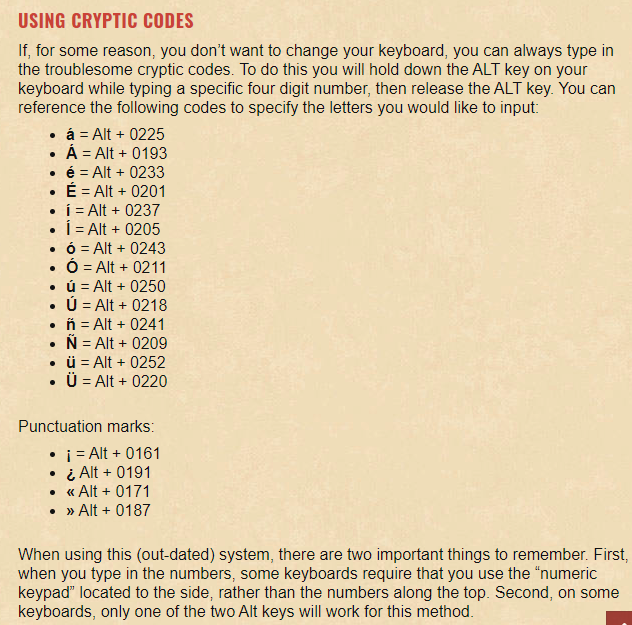 USING CRYPTIC CODES
If, for some reason, you don't want to change your keyboard, you can always type in
the troublesome cryptic codes. To do this you will hold down the ALT key on your
keyboard while typing a specific four digit number, then release the ALT key. You can
reference the following codes to specify the letters you would like to input:
• á = Alt + 0225
• Á = Alt + 0193
• é = Alt + 0233
• É = Alt + 0201
• í = Alt + 0237
• Í = Alt + 0205
• ó = Alt + 0243
• Ó = Alt + 0211
• ú = Alt + 0250
• Ú = Alt + 0218
• ñ = Alt + 0241
• Ñ = Alt + 0209
• ü = Alt + 0252
• Ü = Alt + 0220
Punctuation marks:
• ¡ = Alt + 0161
• ¿ Alt + 0191
• « Alt + 0171
• » Alt + 0187
When using this (out-dated) system, there are two important things to remember. First,
when you type in the numbers, some keyboards require that you use the “numeric
keypad” located to the side, rather than the numbers along the top. Second, on some
keyboards, only one of the two Alt keys will work for this method.